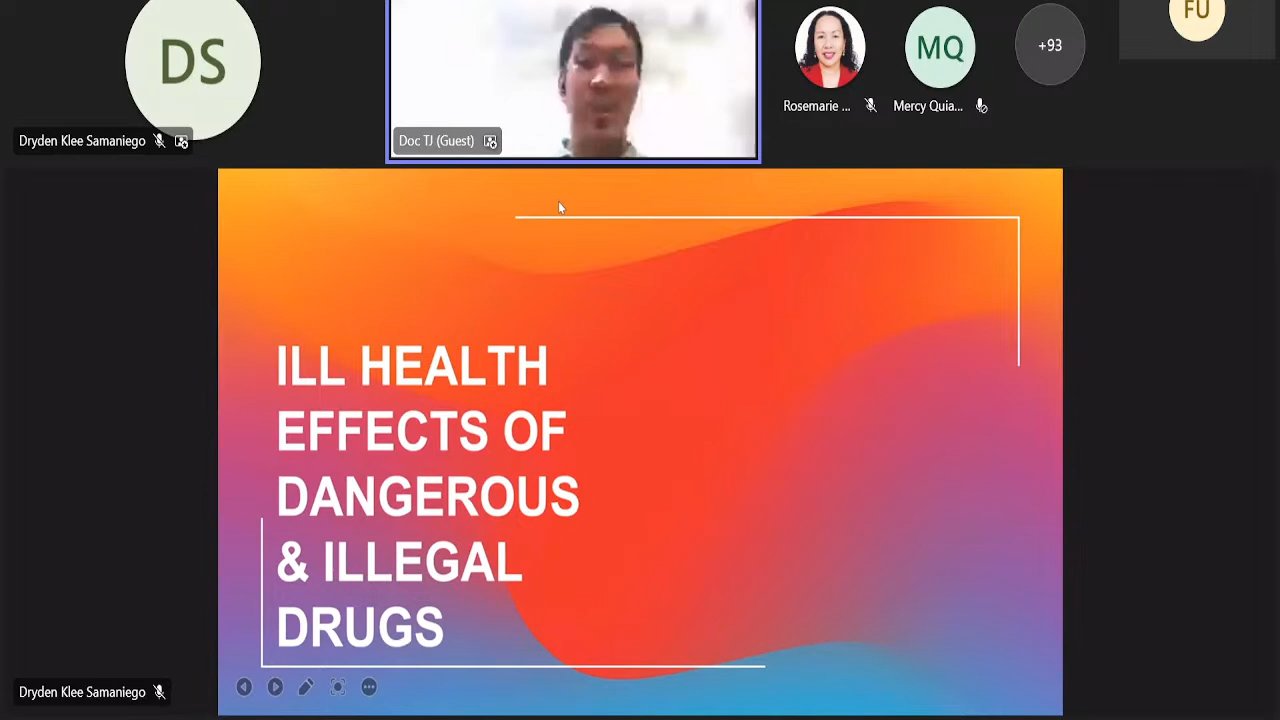 DS
FU
MQ
+93
Rosemarie ...
Mercy Quia...
Dryden Klee Samaniego
Doc TJ (Guest)
ILL HEALTH
EFFECTS OF
DANGEROUS
& ILLEGAL
DRUGS
Dryden Klee Samaniego